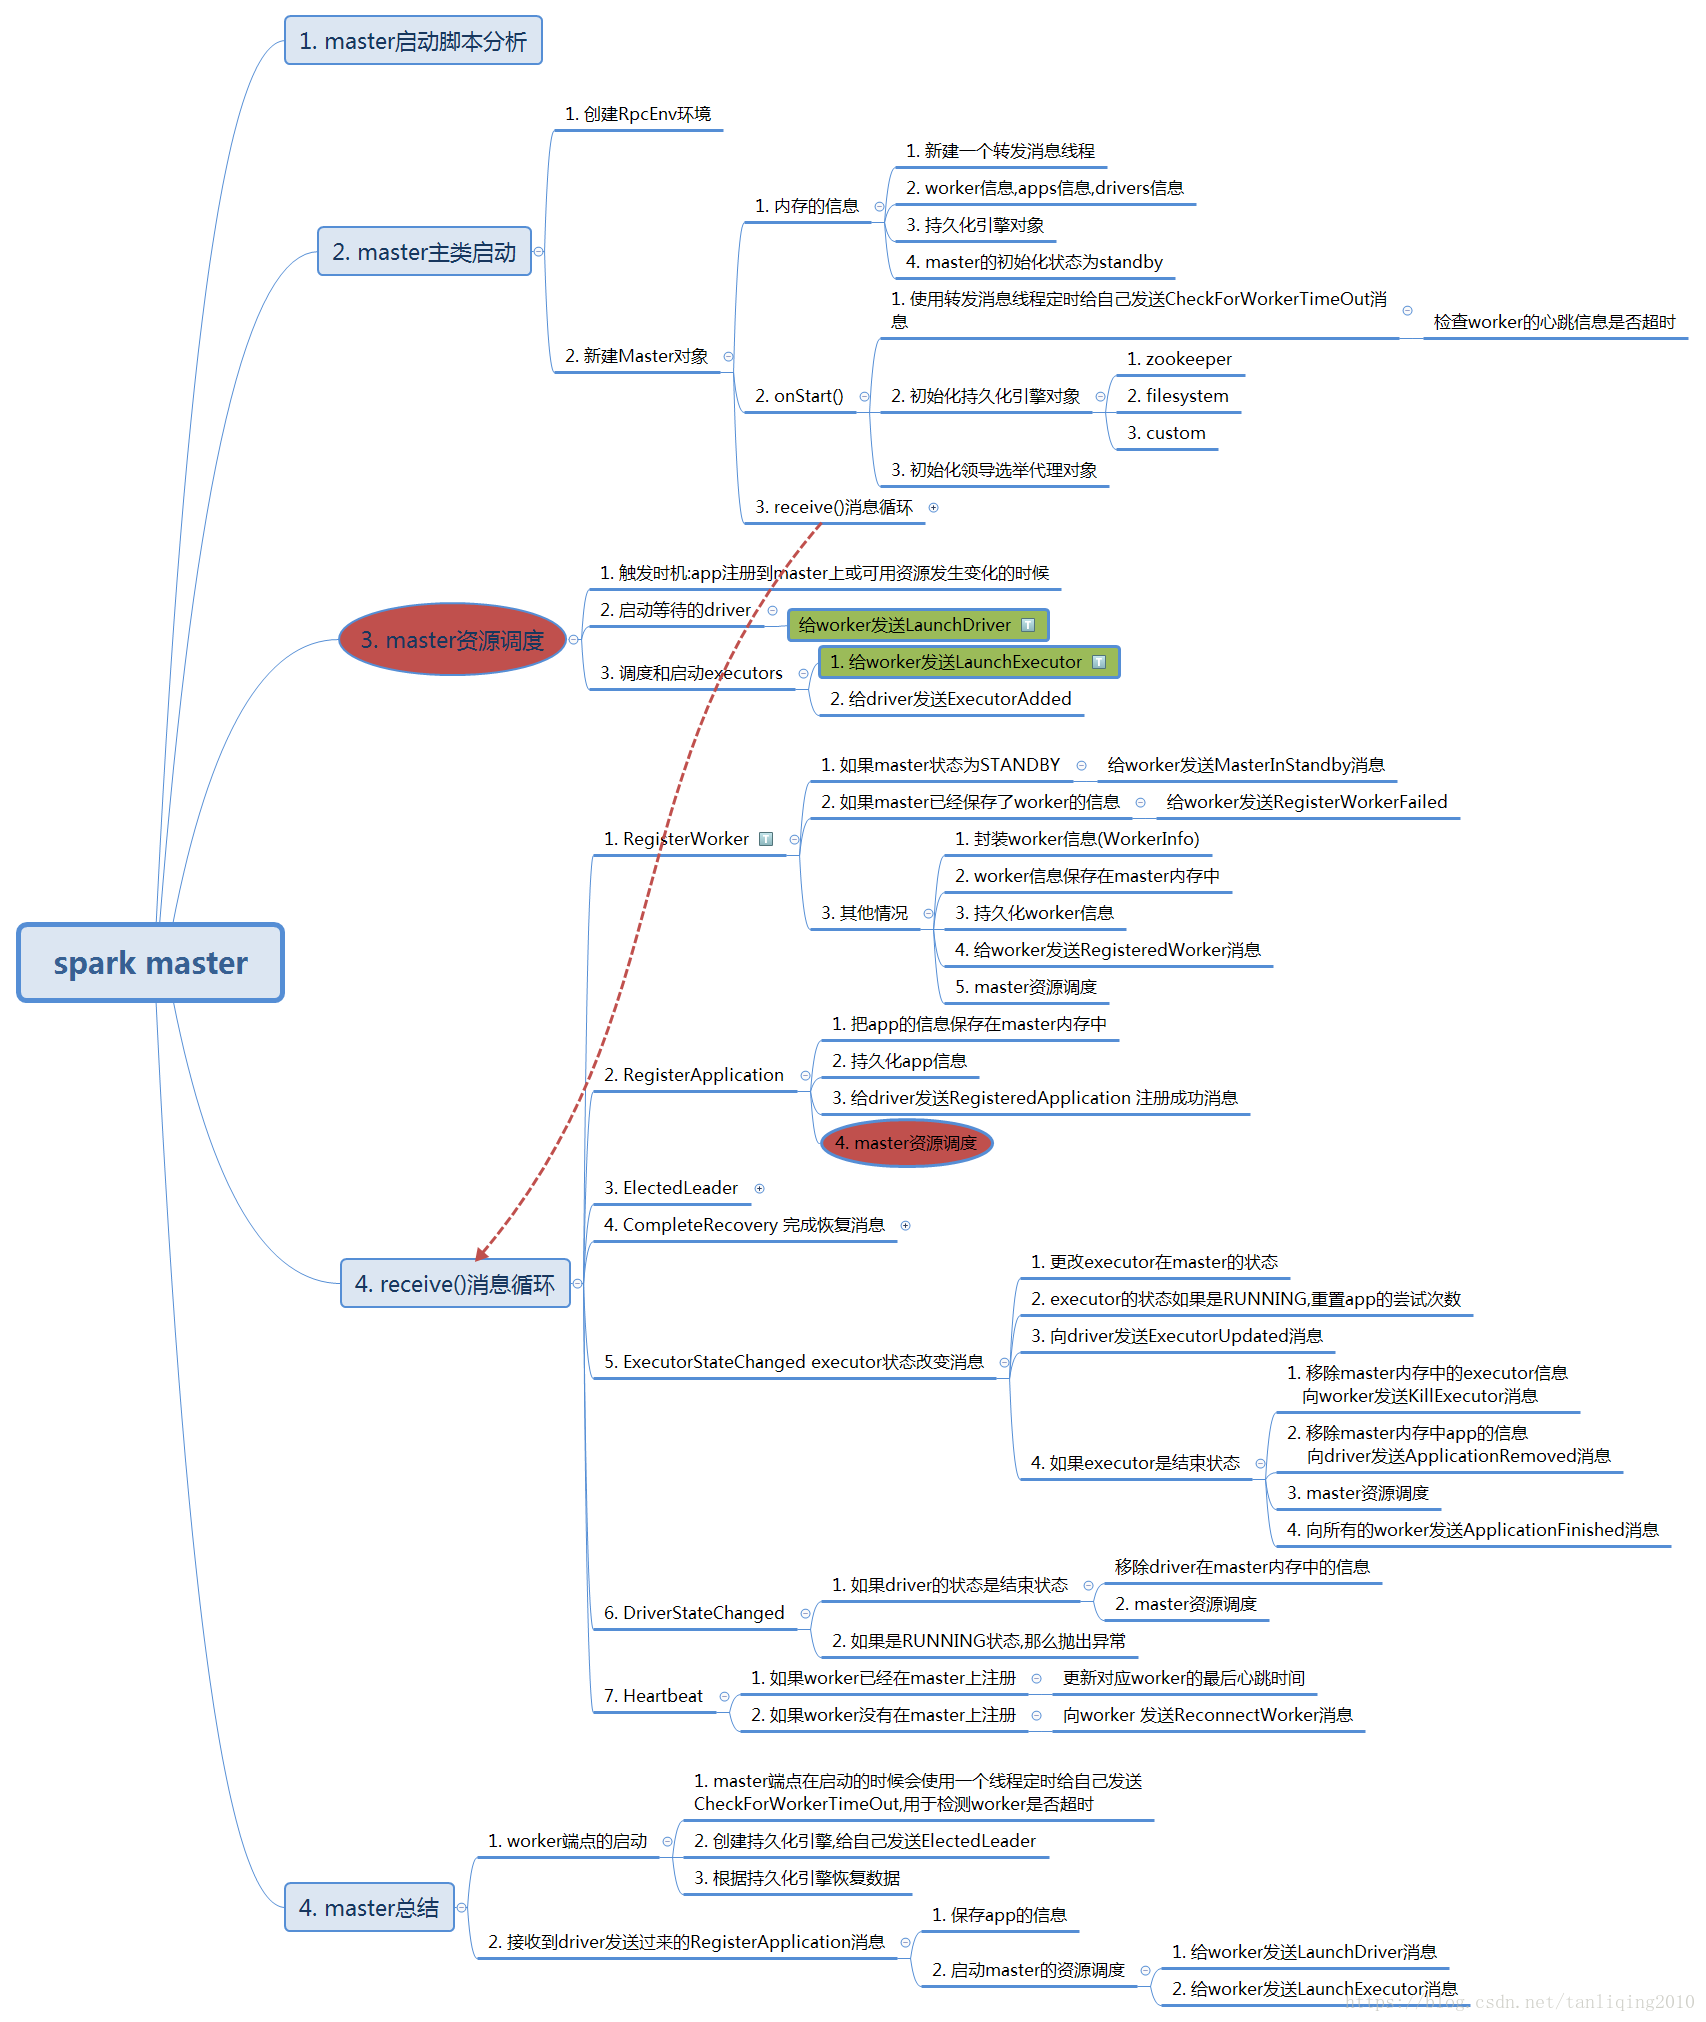 1. master启动脚本分析
1. 创建RpcEnv环境
1. 新建一个转发消息线程
2. worker信息,apps信息,drivers信息
1. 内存的信息
3. 持久化引擎对象
2. master主类启动
4. master的初始化状态为standby
1. 使用转发消息线程定时给自己发送CheckForWorkerTimeOut消
息
检查worker的心跳信息是否超时
2. 新建Master对象
1. zookeeper
2. onStart()
2. 初始化持久化引擎对象
2. filesystem
3. custom
3. 初始化领导选举代理对象
3. receive()消息循环
1. 触发时机:app注册到master上或可用资源发生变化的时候
2. 启动等待的driver
给worker发送LaunchDriver
3. master资源调度
1. 给worker发送LaunchExecutor
3. 调度和启动executors
2. 给driver发送ExecutorAdded
1. 如果master状态为STANDBY
给worker发送MasterInStandby消息
2. 如果master已经保存了worker的信息
给worker发送RegisterWorkerFailed
1. RegisterWorker
1. 封装worker信息(WorkerInfo)
2. worker信息保存在master内存中
3. 其他情况
3. 持久化worker信息
4. 给worker发送RegisteredWorker消息
spark master
5. master资源调度
1. 把app的信息保存在master内存中
2. 持久化app信息
2. RegisterApplication
3. 给driver发送RegisteredApplication 注册成功消息
4. master资源调度
3. ElectedLeader
4. CompleteRecovery 完成恢复消息
4. receive()消息循环
1. 更改executor在master的状态
2. executor的状态如果是RUNNING,重置app的尝试次数
3. 向driver发送ExecutorUpdated消息
5. ExecutorStateChanged executor状态改变消息
1. 移除master内存中的executor信息
向worker发送KillExecutor消息
2. 移除master内存中app的信息
向driver发送ApplicationRemoved消息
4. 如果executor是结束状态
3. master资源调度
4. 向所有的worker发送ApplicationFinished消息
移除driver在master内存中的信息
1. 如果driver的状态是结束状态
2. master资源调度
6. DriverStateChanged
2. 如果是RUNNING状态,那么抛出异常
1. 如果worker已经在master上注册
更新对应worker的最后心跳时间
7. Heartbeat
2. 如果worker没有在master上注册
向worker 发送ReconnectWorker消息
1. master端点在启动的时候会使用一个线程定时给自己发送
CheckForWorkerTimeOut,用于检测worker是否超时
1. worker端点的启动
2. 创建持久化引擎,给自己发送ElectedLeader
3. 根据持久化引擎恢复数据
4. master总结
1. 保存app的信息
2. 接收到driver发送过来的RegisterApplication消息
2. 启动master的资源调度
1. 给worker发送LaunchDriver消息
2. 给worker发送LaunchExecutor消息
https://blog.csdn.net/tanliqing2010